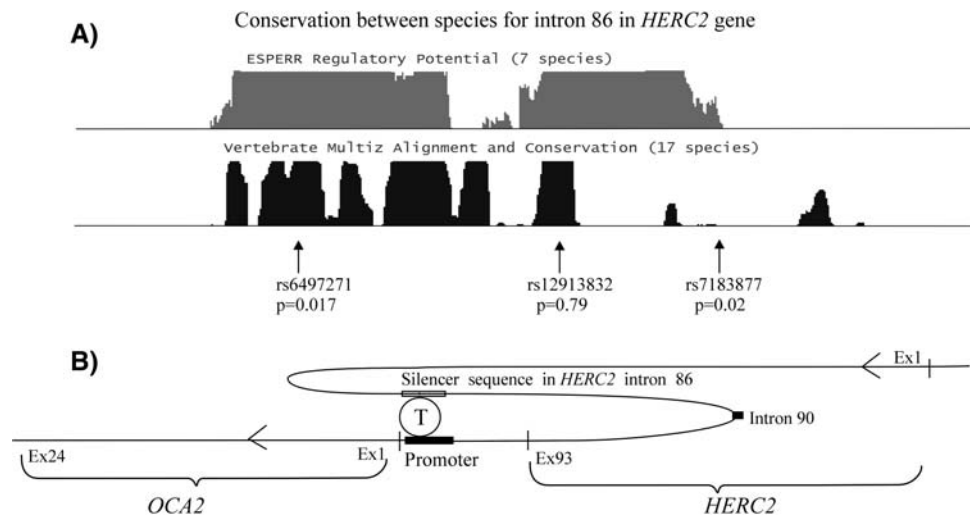 A)
Conservation between species for intron 86 in HERC2 gene
ESPERR Regulatory Potential (7 species)
Vertebrate Multiz Alignment and Conservation (17 species)
rs6497271
p=0.017
rs12913832
p=0.79
rs7183877
p=0.02
B)
Ex1
Silencer sequence in HERC2 intron 86
T
Intron 90
Ex24
Ex1
Promoter
Ex93
OCA2
HERC2